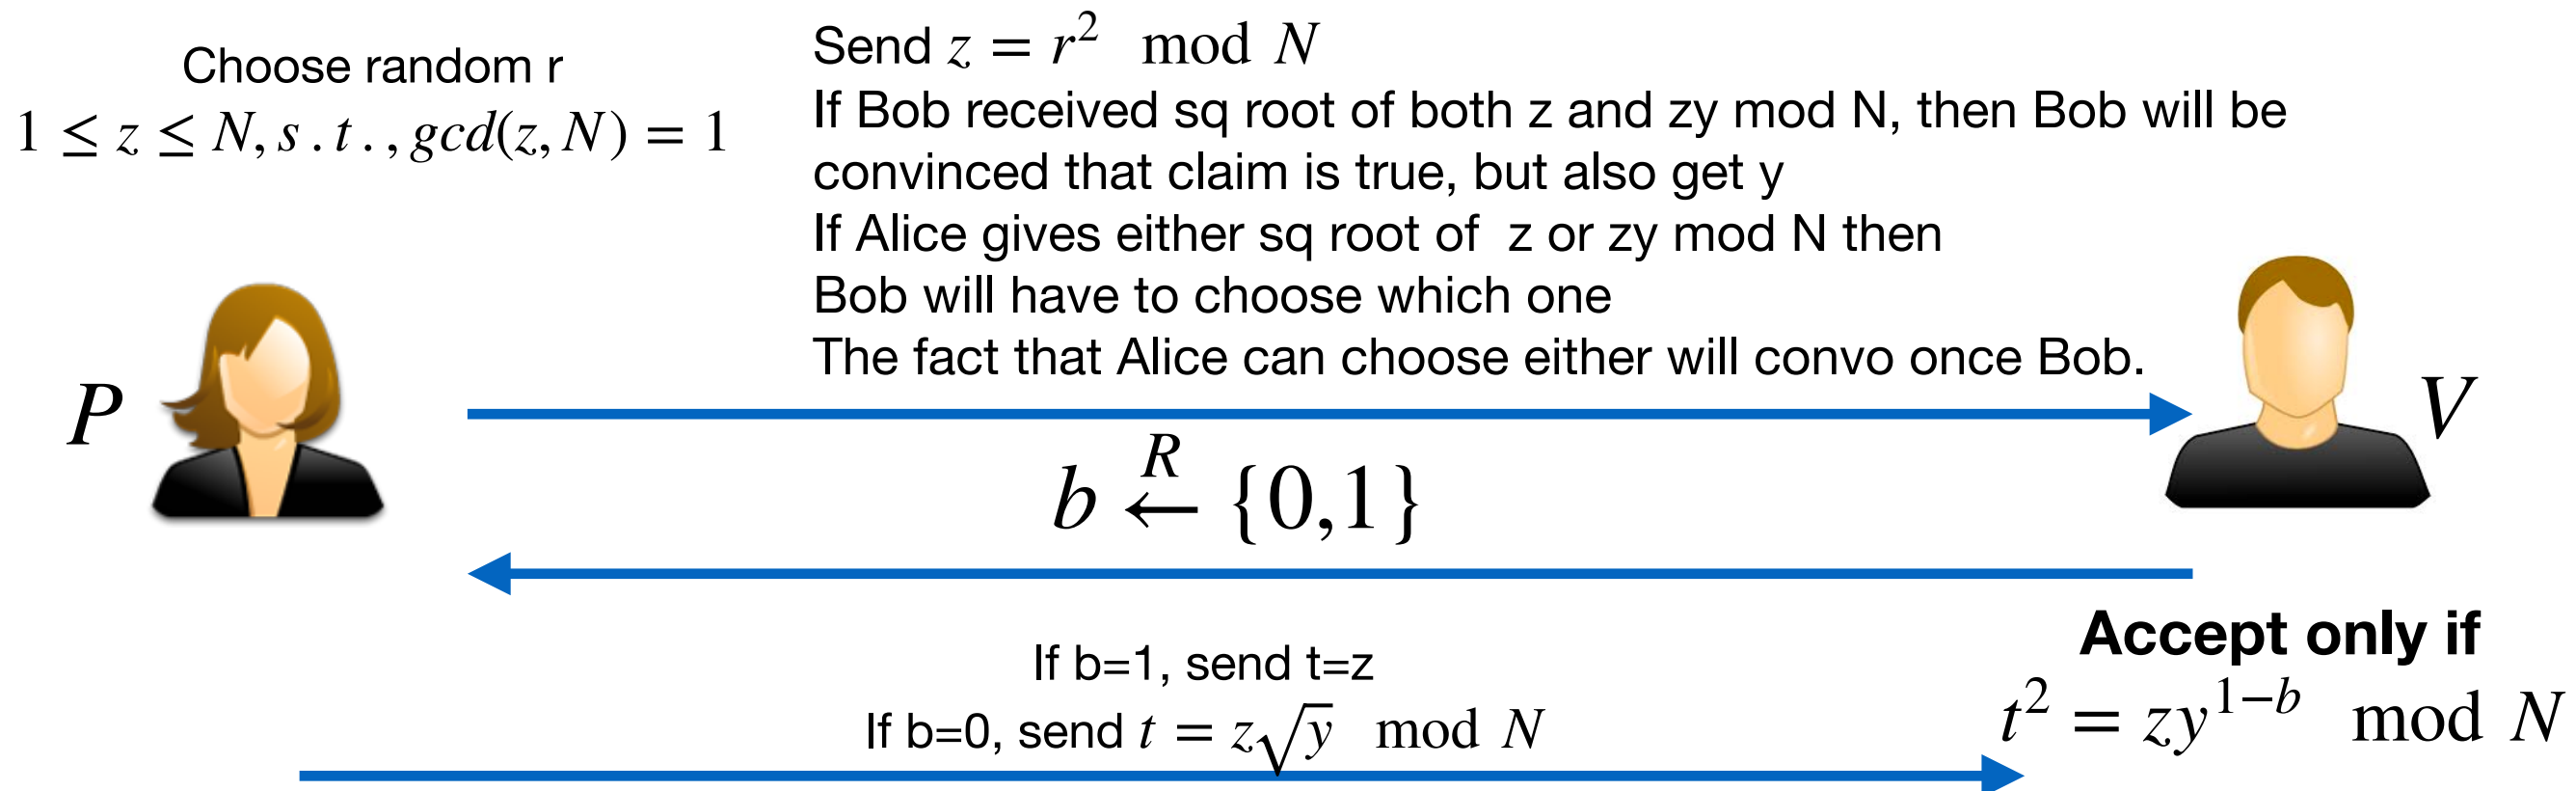 Choose random r
1 ≤ z ≤ N, s . t . , gcd(z, N) = 1
Send z = r² mod N
If Bob received sq root of both z and zy mod N, then Bob will be
convinced that claim is true, but also get y
If Alice gives either sq root of z or zy mod N then
Bob will have to choose which one
The fact that Alice can choose either will convo once Bob.
P
V
b ←ᴿ {0,1}
If b=1, send t=z
If b=0, send t = z√y mod N
Accept only if
t² = zy¹⁻ᵇ mod N